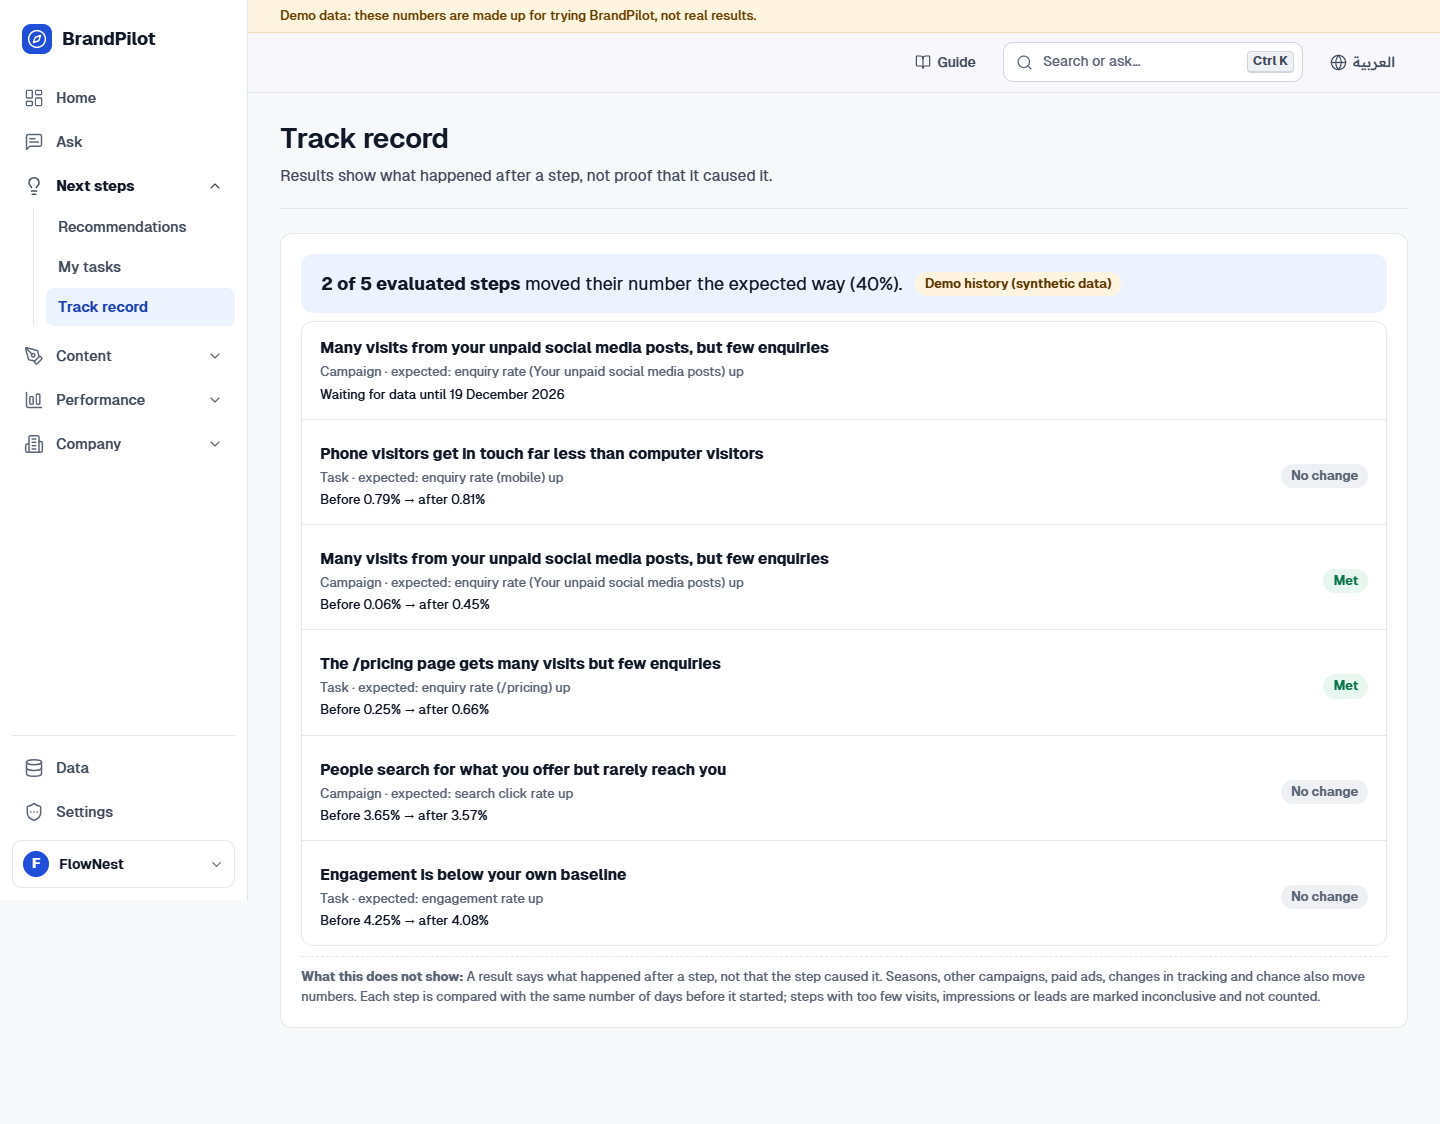 Demo data: these numbers are made up for trying BrandPilot, not real results.
BrandPilot
Guide
Search or ask...
Ctrl K
العربية
Home
Ask
Next steps
Recommendations
My tasks
Track record
Content
Performance
Company
Data
Settings
F
FlowNest
Track record
Results show what happened after a step, not proof that it caused it.
2 of 5 evaluated steps moved their number the expected way (40%).
Demo history (synthetic data)
Many visits from your unpaid social media posts, but few enquiries
Campaign · expected: enquiry rate (Your unpaid social media posts) up
Waiting for data until 19 December 2026
Phone visitors get in touch far less than computer visitors
Task · expected: enquiry rate (mobile) up
Before 0.79% → after 0.81%
No change
Many visits from your unpaid social media posts, but few enquiries
Campaign · expected: enquiry rate (Your unpaid social media posts) up
Before 0.06% → after 0.45%
Met
The /pricing page gets many visits but few enquiries
Task · expected: enquiry rate (/pricing) up
Before 0.25% → after 0.66%
Met
People search for what you offer but rarely reach you
Campaign · expected: search click rate up
Before 3.65% → after 3.57%
No change
Engagement is below your own baseline
Task · expected: engagement rate up
Before 4.25% → after 4.08%
No change
What this does not show: A result says what happened after a step, not that the step caused it. Seasons, other campaigns, paid ads, changes in tracking and chance also move
numbers. Each step is compared with the same number of days before it started; steps with too few visits, impressions or leads are marked inconclusive and not counted.